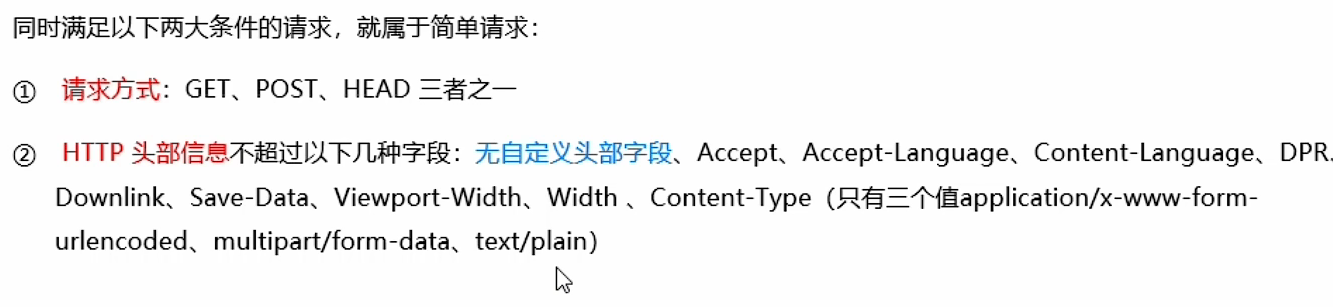 同时满足以下两大条件的请求，就属于简单请求：
① 请求方式：GET、POST、HEAD 三者之一
② HTTP 头部信息不超过以下几种字段：无自定义头部字段、Accept、Accept-Language、Content-Language、DPR、
Downlink、Save-Data、Viewport-Width、Width 、Content-Type（只有三个值application/x-www-form-
urlencoded、multipart/form-data、text/plain）